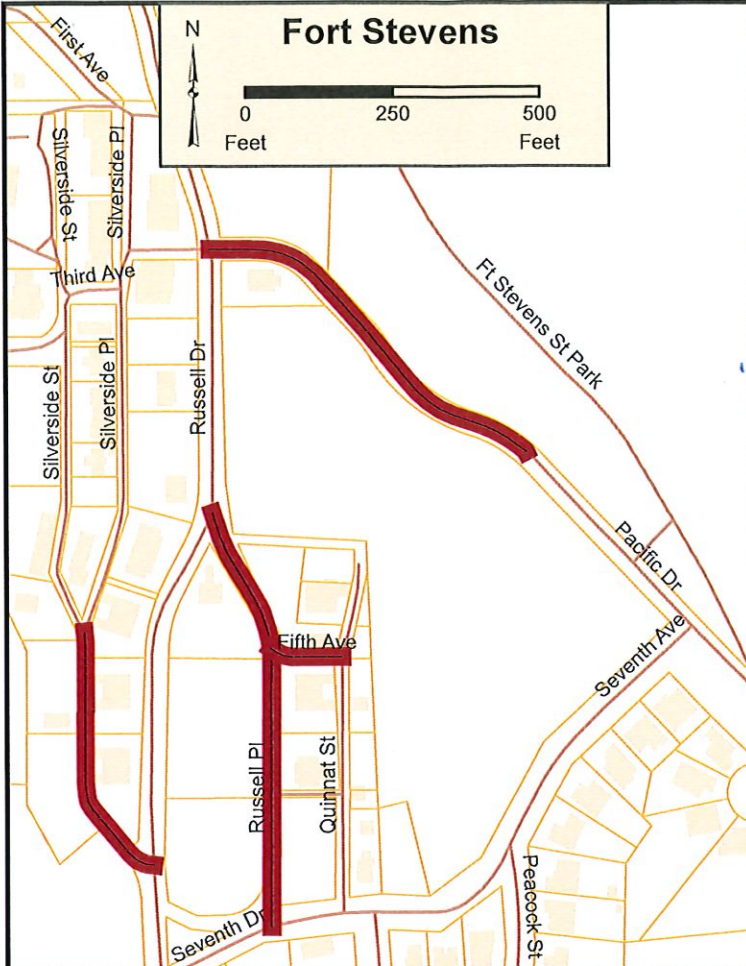 Fort Stevens
N
0
250
500
Feet
Feet
First Ave
Silverside St
Silverside Pl
Third Ave
Ft Stevens St Park
Silverside St
Silverside Pl
Russell Dr
Pacific Dr
Fifth Ave
Seventh Ave
Russell Pl
Quinnat St
Peacock St
Seventh Dr